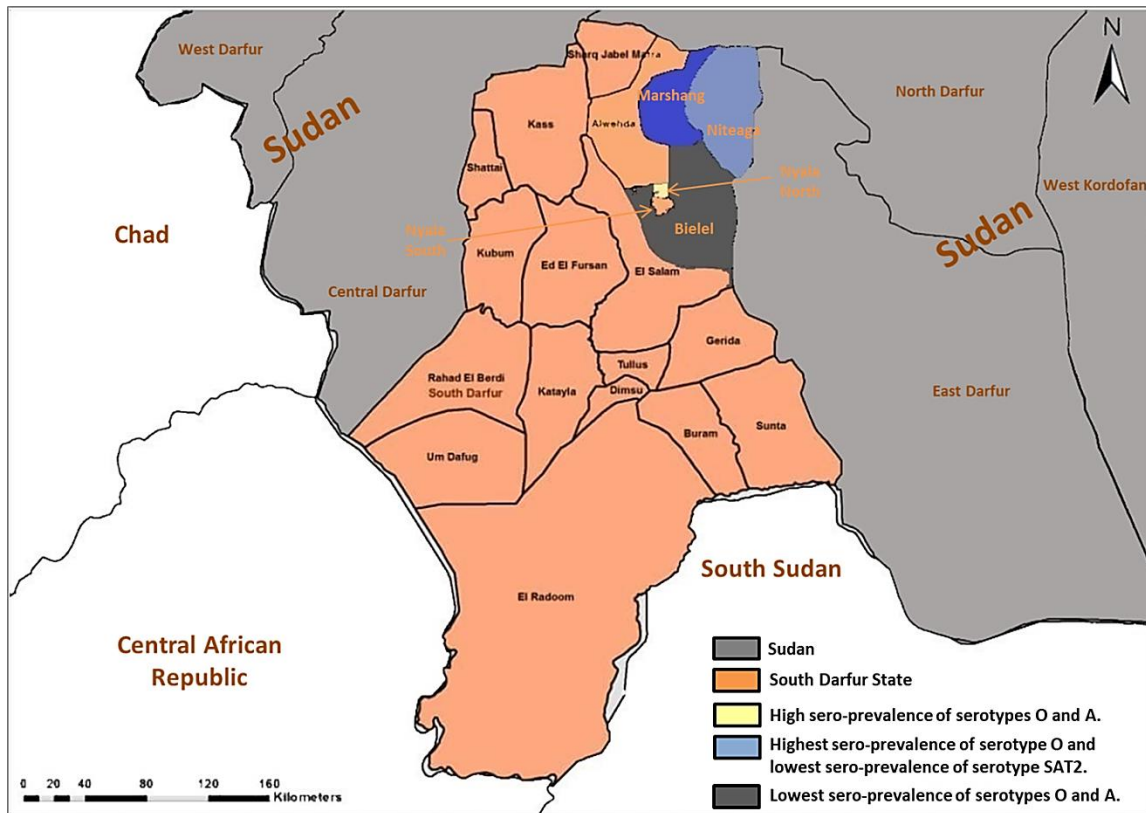 West Darfur
Sudan
Sharq Jabel Marra
North Darfur
Marshang
Kass
Alwehda
Niteaga
Shattai
Nyala
North
West Kordofan
Sudan
Chad
Nyala
South
Bielel
Kubum
Ed El Fursan
El Salam
Central Darfur
Gerida
Tullus
Rahad El Berdi
South Darfur
Katayla
Dimsu
East Darfur
Buram
Sunta
Um Dafug
South Sudan
El Radoom
Central African
Republic
N
0 20 40 80 120 160
Kilometers
Sudan
South Darfur State
High sero-prevalence of serotypes O and A.
Highest sero-prevalence of serotype O and
lowest sero-prevalence of serotype SAT2.
Lowest sero-prevalence of serotypes O and A.